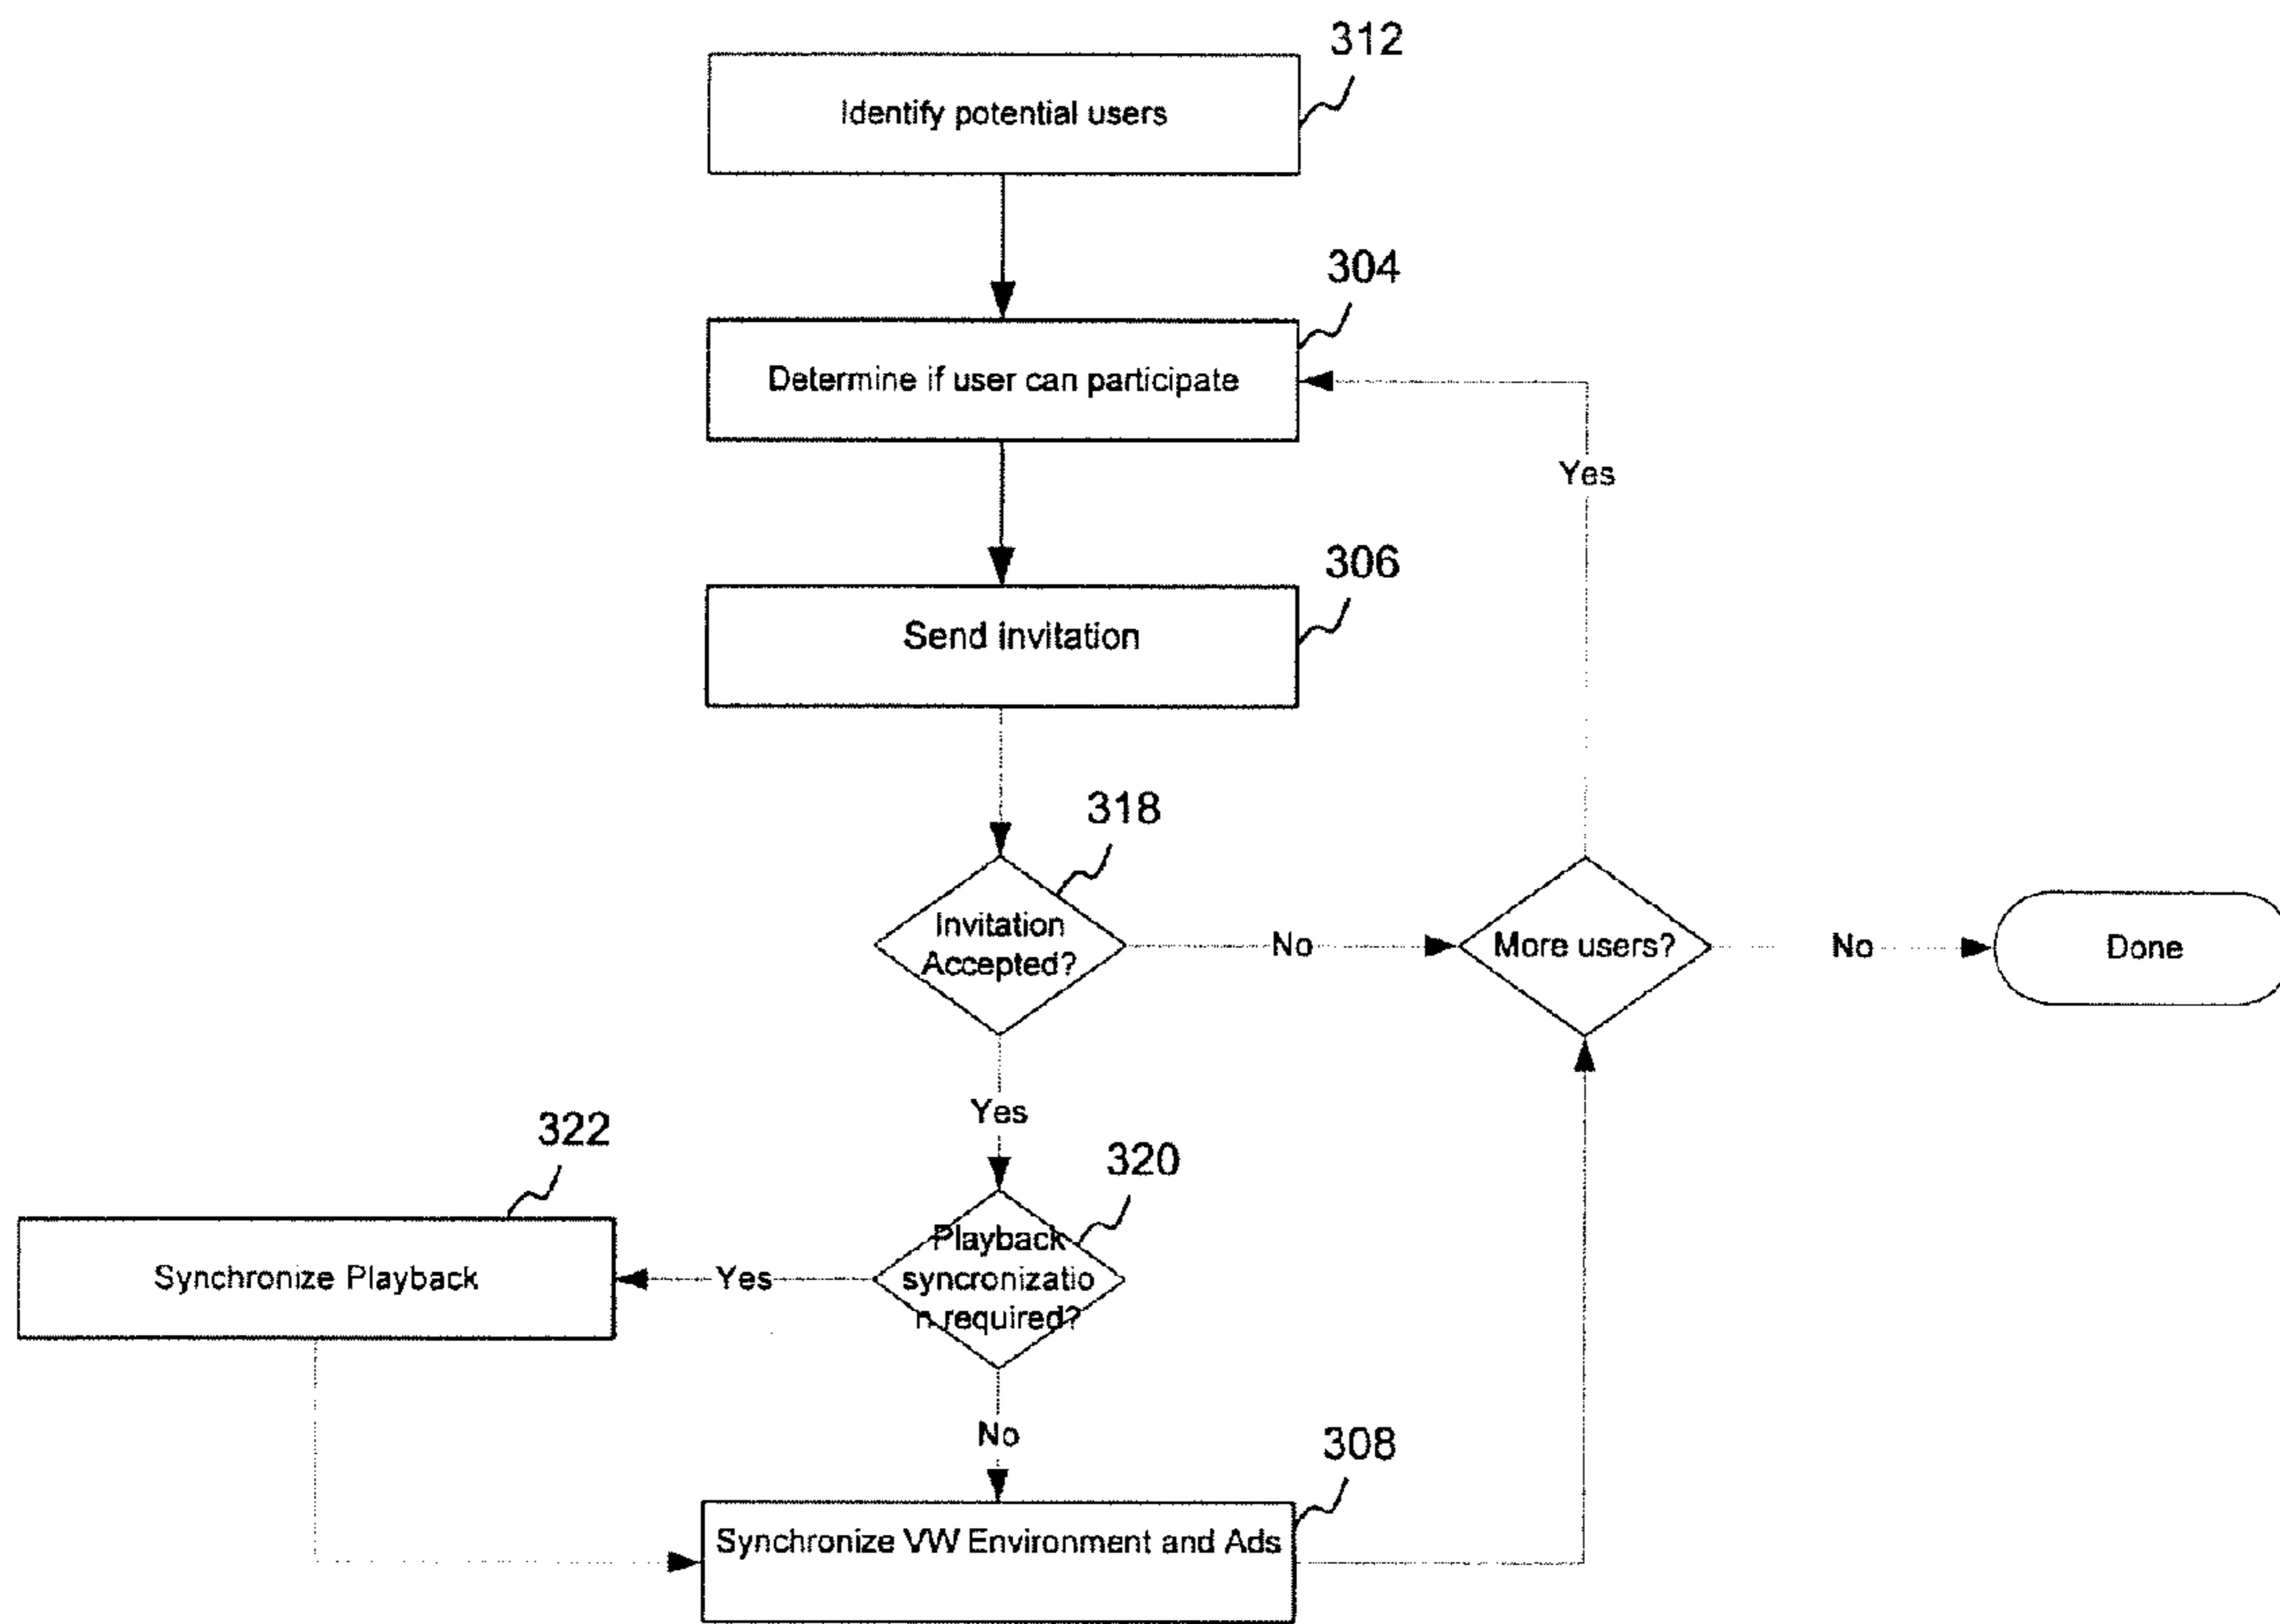 312
Identify potential users
304
Determine if user can participate
Yes
306
Send invitation
318
Invitation
Accepted?
No
More users?
No
Done
Yes
322
320
Synchronize Playback
Yes
Playback
syncronizatio
n required?
No
308
Synchronize VW Environment and Ads